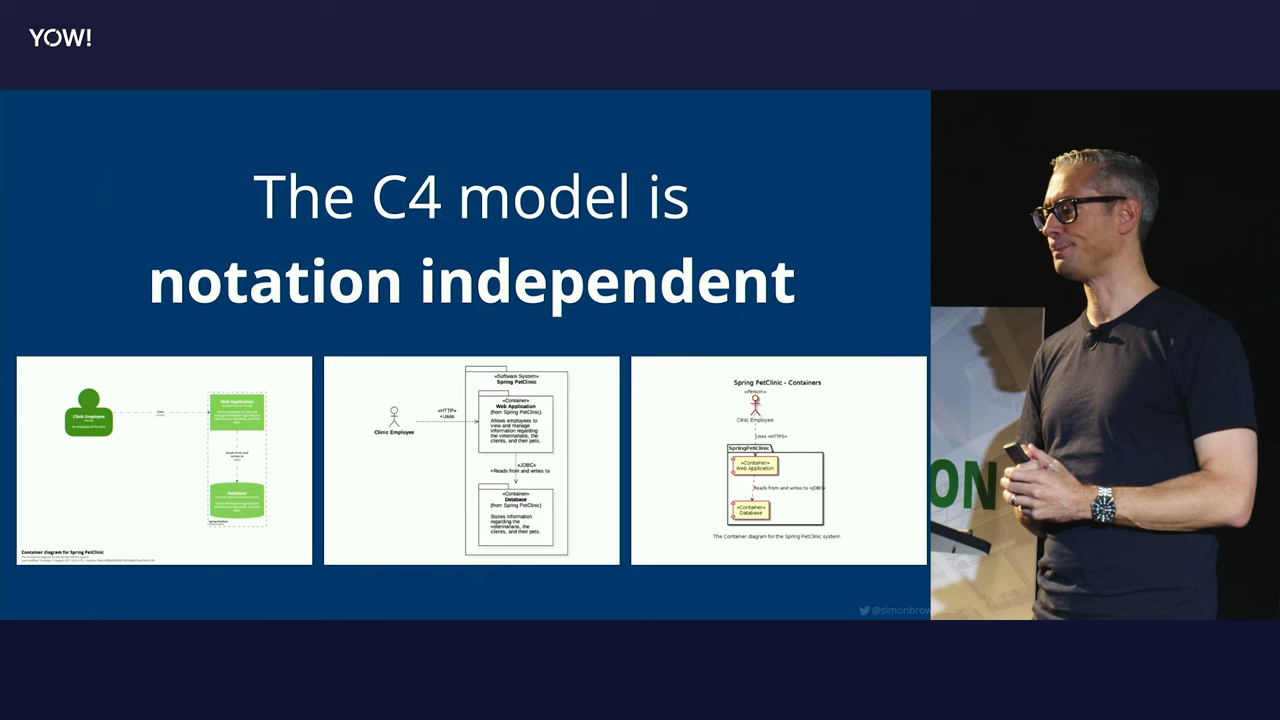 YOW!
The C4 model is
notation independent
Clinic Employee
Web Application
Database
Reads from and
writes to
Container diagram for Spring PetClinic
«Software System»
Spring PetClinic
«Container»
Web Application
(from Spring PetClinic)
Allows employees to
view and manage
information regarding
the veterinarians, the
clients, and their pets.
«HTTP»
+Uses
Clinic Employee
«JDBC»
+Reads from and writes to
«Container»
Database
(from Spring PetClinic)
Stores information
regarding the
veterinarians, the
clients, and their pets.
Spring PetClinic - Containers
«Person»
Clinic Employee
Uses «HTTPS»
SpringPetClinic
«Container»
Web Application
Reads from and writes to «JDBC
«Container»
Database
The Container diagram for the Spring PetClinic system.
@simonbrow
ON